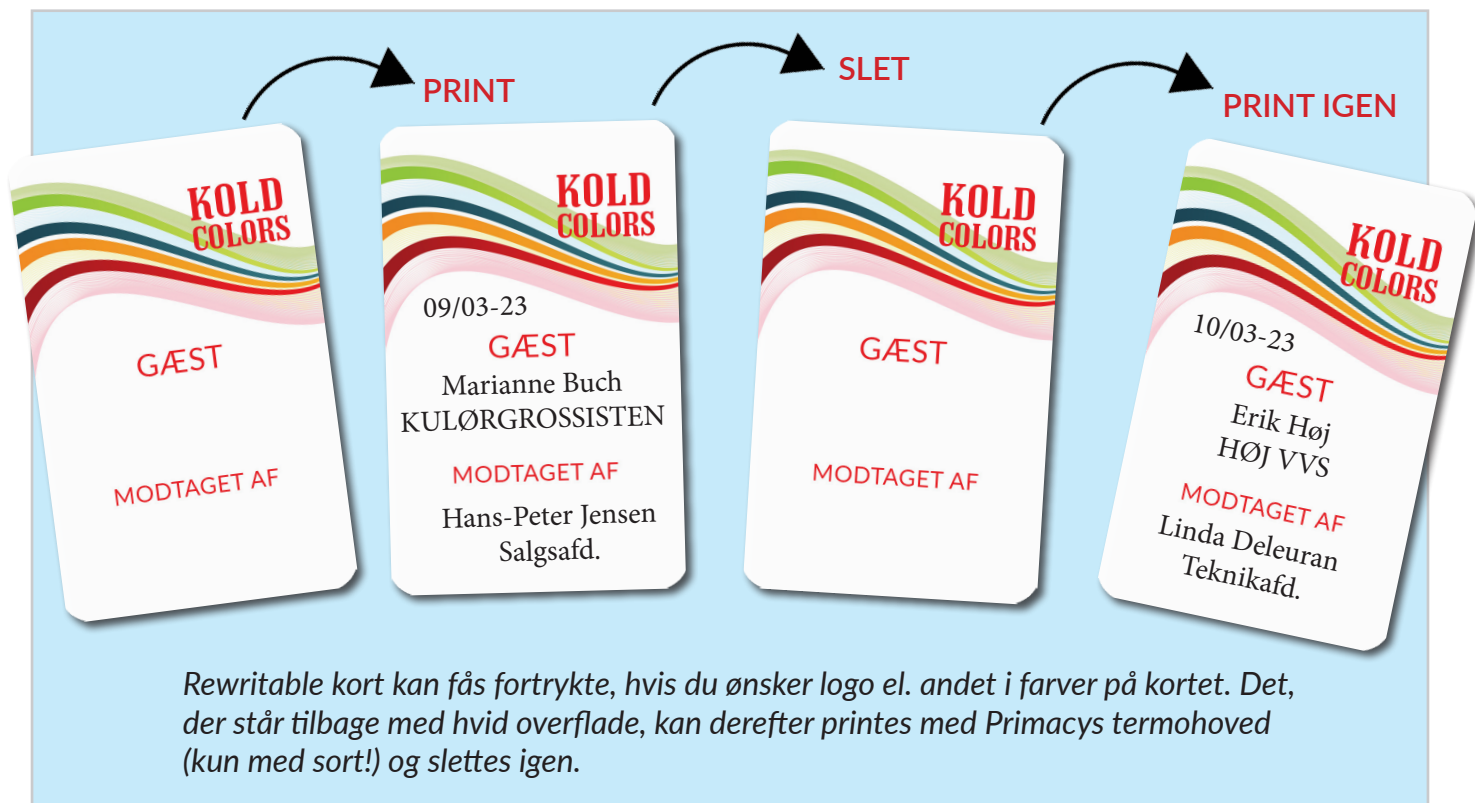 PRINT
SLET
PRINT IGEN
KOLD
COLORS
GÆST
MODTAGET AF
KOLD
COLORS
09/03-23
GÆST
Marianne Buch
KULØRGROSSISTEN
MODTAGET AF
Hans-Peter Jensen
Salgsafd.
KOLD
COLORS
GÆST
MODTAGET AF
KOLD
COLORS
10/03-23
GÆST
Erik Høj
HØJ VVS
MODTAGET AF
Linda Deleuran
Teknikafd.
Rewritable kort kan fås fortrykte, hvis du ønsker logo el. andet i farver på kortet. Det,
der står tilbage med hvid overflade, kan derefter printes med Primacys termohoved
(kun med sort!) og slettes igen.